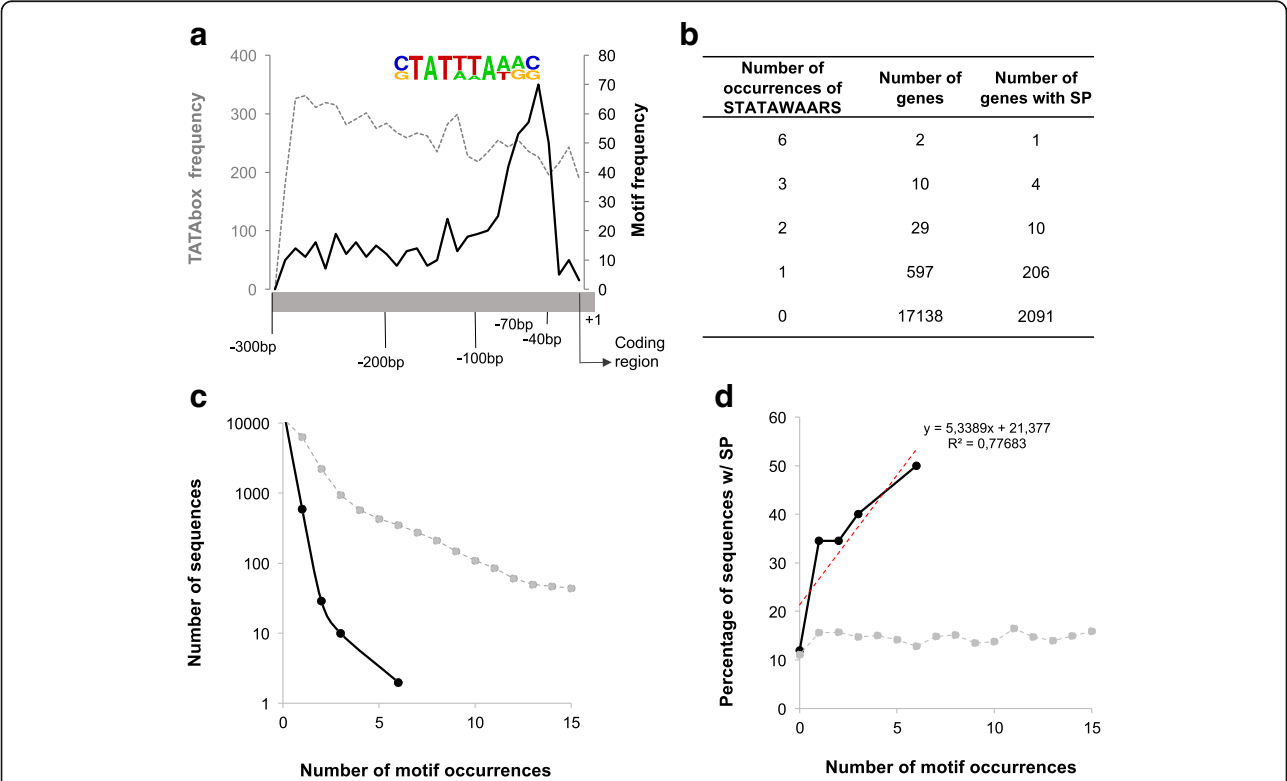 a
400
300
200
100
0
TATAbox frequency
CTATTTAAAC
GAATGG
80
70
60
50
40
30
20
10
0
Motif frequency
-300bp
-200bp
-100bp
-70bp
-40bp
+1
Coding
region
b
Number of occurrences of STATAWAARS Number of genes Number of genes with SP
6 2 1
3 10 4
2 29 10
1 597 206
0 17138 2091
c
10000
1000
100
10
1
Number of sequences
0 5 10 15
Number of motif occurrences
d
60
50
40
30
20
10
0
Percentage of sequences w/ SP
y = 5,3389x + 21,377
R² = 0,77683
0 5 10 15
Number of motif occurrences